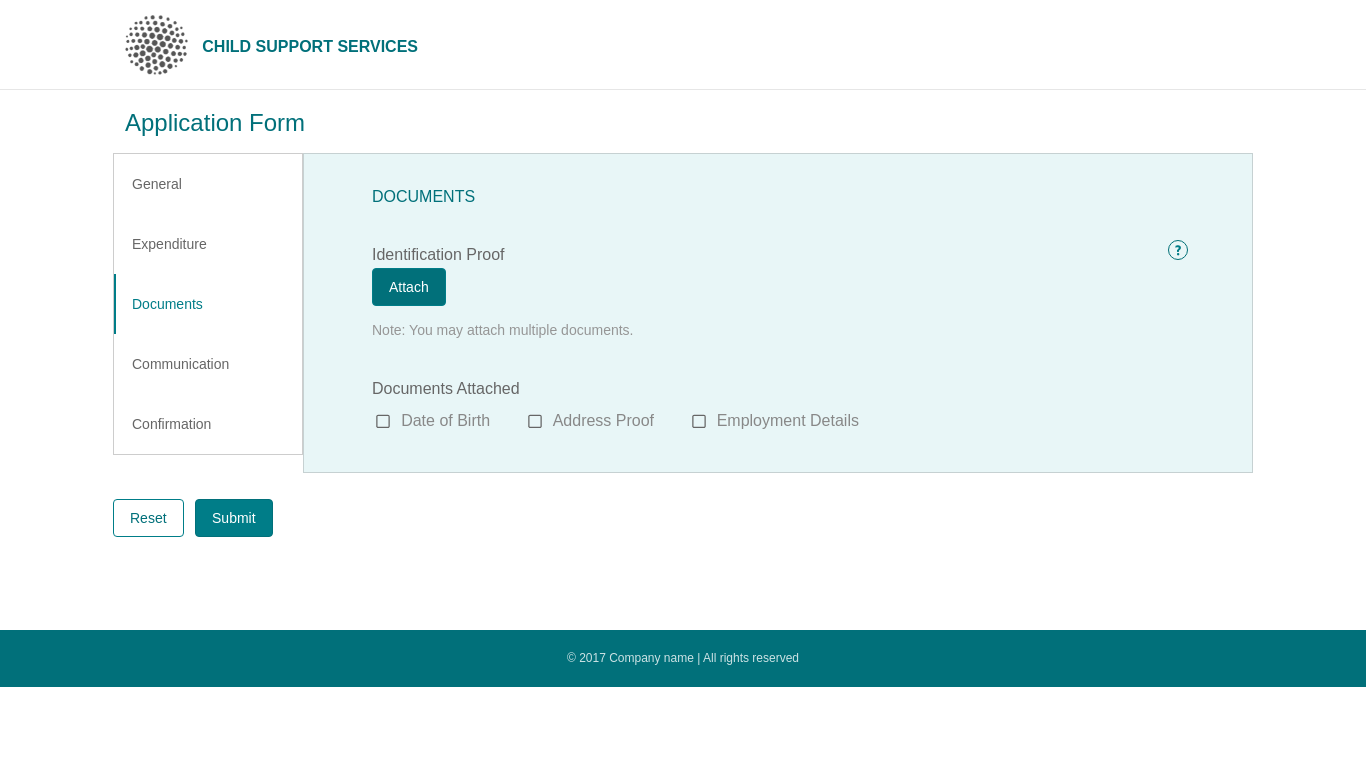 CHILD SUPPORT SERVICES
Application Form
General
Expenditure
Documents
Communication
Confirmation
DOCUMENTS
Identification Proof
?
Attach
Note: You may attach multiple documents.
Documents Attached
Date of Birth
Address Proof
Employment Details
Reset
Submit
© 2017 Company name | All rights reserved